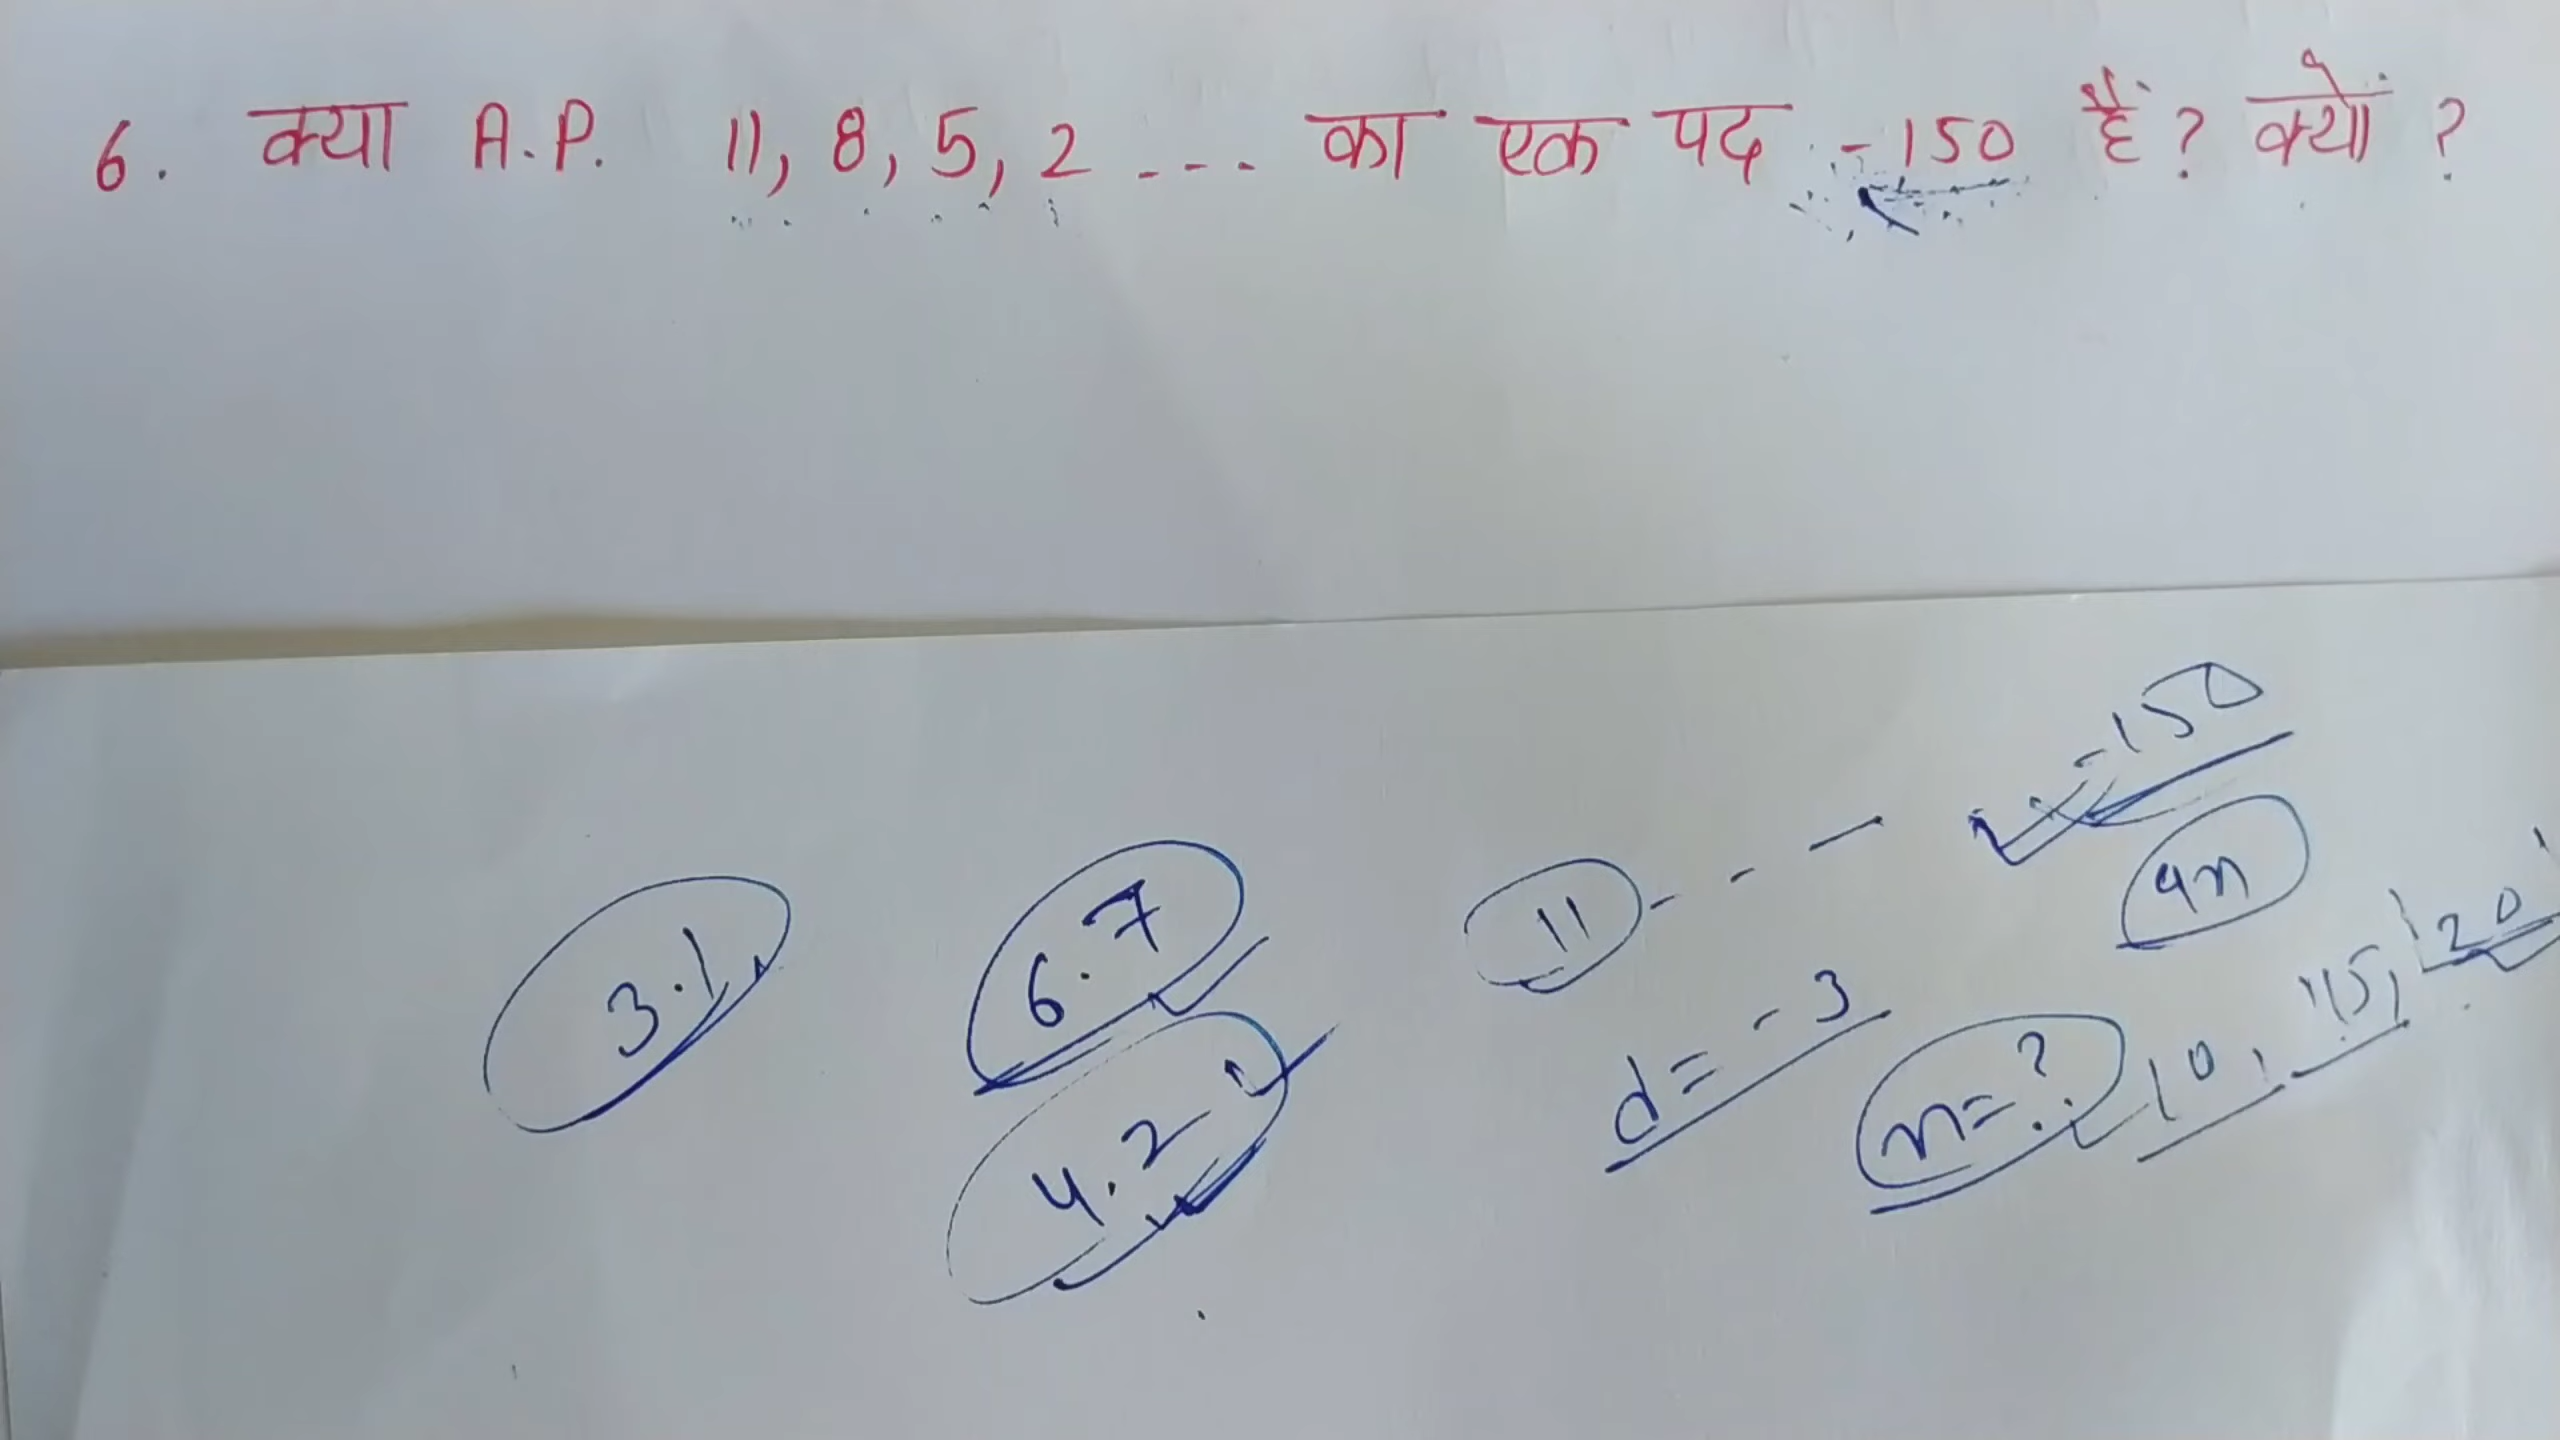 6. क्या A.P. 11, 8, 5, 2 --- का एक पद -150 हैं? क्यों ?
11 - - - -150
an
3.1
6.7
4.2
d = -3
n=?
10, 15, 20